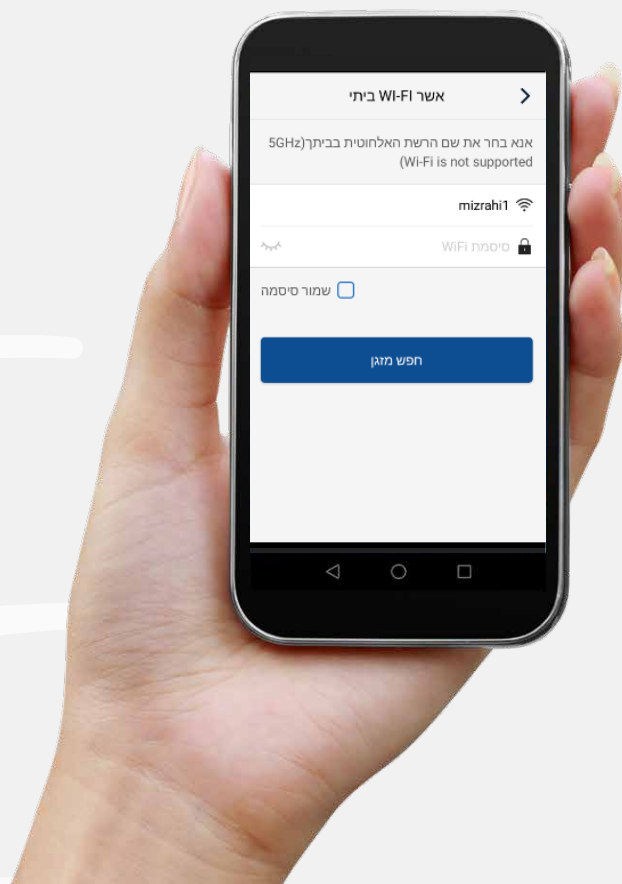 אשר WI-FI ביתי
אנא בחר את שם הרשת האלחוטית בביתך(5GHz
Wi-Fi is not supported)
mizrahi1
סיסמת WiFi
שמור סיסמה
חפש מזגן